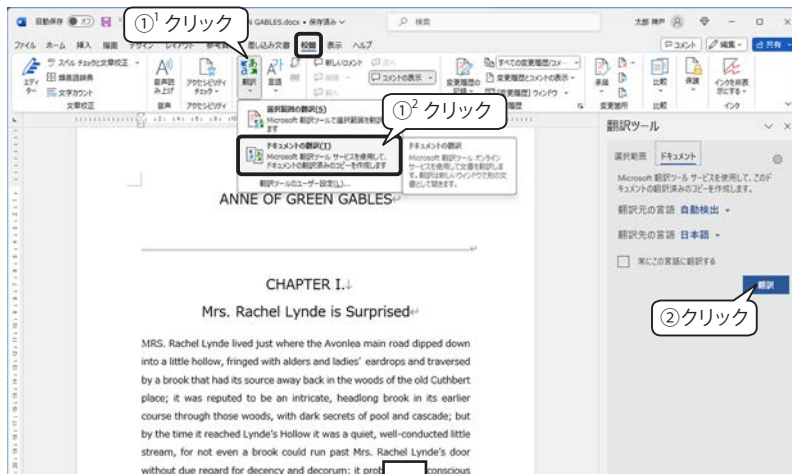 自動保存 オフ
GABLES.docx • 保存済み
検索
太郎 神戸
ファイル ホーム 挿入 描画 デザイン レイアウト 参考資料 差し込み文書 校閲 表示 ヘルプ
コメント 編集 共有
①¹ クリック
スペル チェックと文章校正
類義語辞典
文字カウント
文章校正
音声読み上げ
音声
アクセシビリティ チェック
アクセシビリティ
翻訳
言語
新しいコメント
削除
前へ
次へ
コメントの表示
変更履歴の記録
すべての変更履歴/コメ…
変更履歴とコメントの表示
[変更履歴] ウィンドウ
承諾
変更箇所
比較
比較
保護
インクを非表示にする
インク
選択範囲の翻訳(S)
Microsoft 翻訳ツールで選択範囲を翻訳
ます
①² クリック
ドキュメントの翻訳(T)
Microsoft 翻訳ツール サービスを使用して、
ドキュメントの翻訳済みのコピーを作成します
翻訳ツールのユーザー設定(L)...
ドキュメントの翻訳
Microsoft 翻訳ツール オンライン
サービスを使用して文書を翻訳しま
す。翻訳は新しいウィンドウで別の文
書として開きます。
翻訳ツール
選択範囲 ドキュメント
Microsoft 翻訳ツール サービスを使用して、このド
キュメントの翻訳済みのコピーを作成します。
翻訳元の言語 自動検出
翻訳先の言語 日本語
常にこの言語に翻訳する
翻訳
②クリック
ANNE OF GREEN GABLES
CHAPTER I.
Mrs. Rachel Lynde is Surprised
MRS. Rachel Lynde lived just where the Avonlea main road dipped down
into a little hollow, fringed with alders and ladies' eardrops and traversed
by a brook that had its source away back in the woods of the old Cuthbert
place; it was reputed to be an intricate, headlong brook in its earlier
course through those woods, with dark secrets of pool and cascade; but
by the time it reached Lynde's Hollow it was a quiet, well-conducted little
stream, for not even a brook could run past Mrs. Rachel Lynde's door
without due regard for decency and decorum; it prob conscious